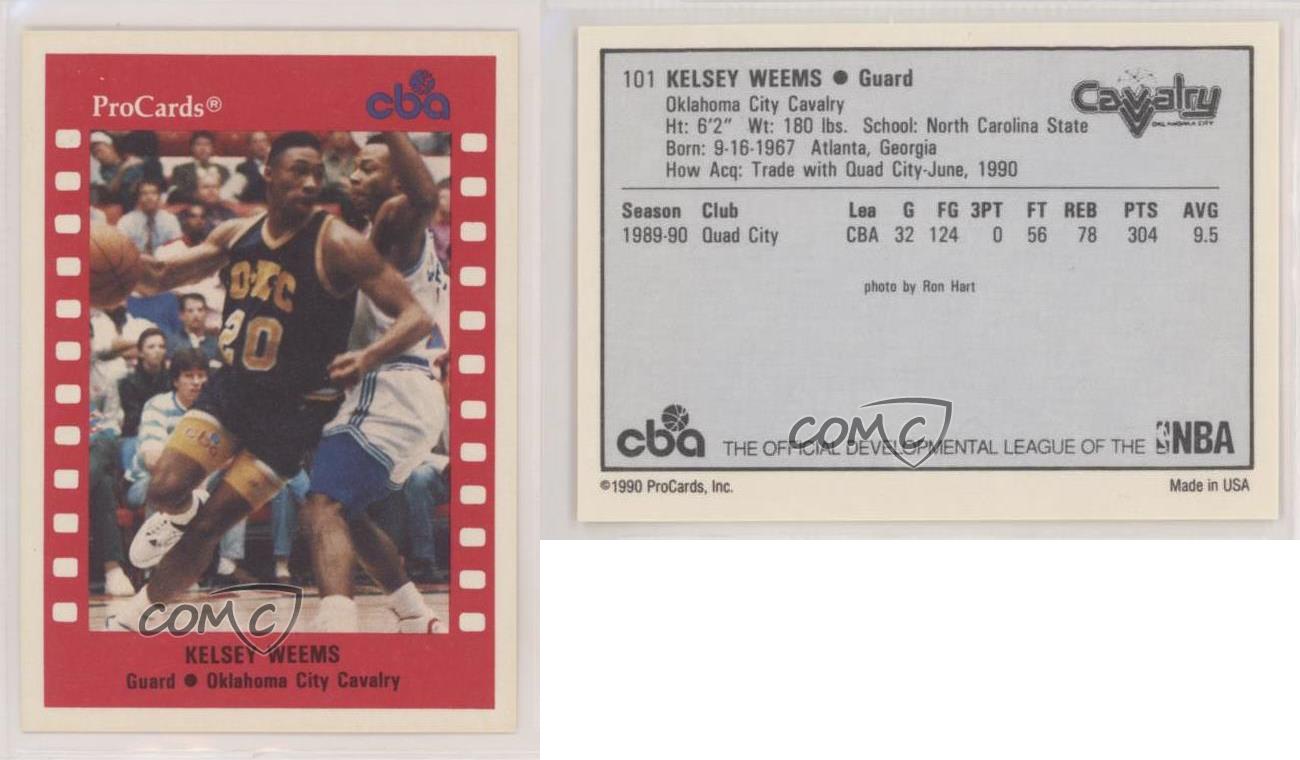 ProCards®
cba
O·KC
20
cba
COMC
KELSEY WEEMS
Guard ● Oklahoma City Cavalry
101 KELSEY WEEMS ● Guard
Cavalry
OKLAHOMA CITY
Oklahoma City Cavalry
Ht: 6'2" Wt: 180 lbs. School: North Carolina State
Born: 9-16-1967 Atlanta, Georgia
How Acq: Trade with Quad City-June, 1990
Season Club Lea G FG 3PT FT REB PTS AVG
1989-90 Quad City CBA 32 124 0 56 78 304 9.5
photo by Ron Hart
COMC
cba THE OFFICIAL DEVELOPMENTAL LEAGUE OF THE NBA
©1990 ProCards, Inc. Made in USA